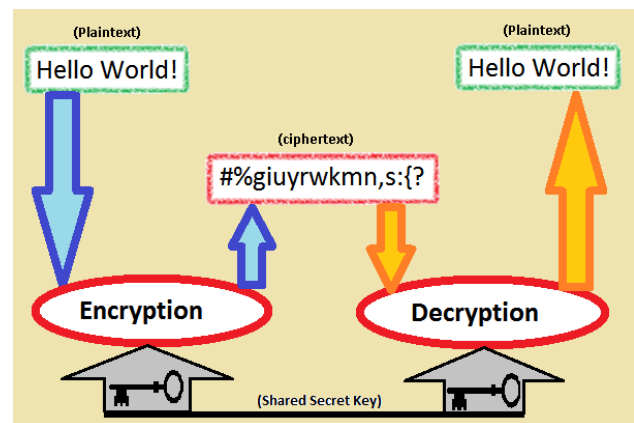 (Plaintext)
Hello World!
(Plaintext)
Hello World!
(ciphertext)
#%giuyrwkmn,s:{?
Encryption
Decryption
(Shared Secret Key)